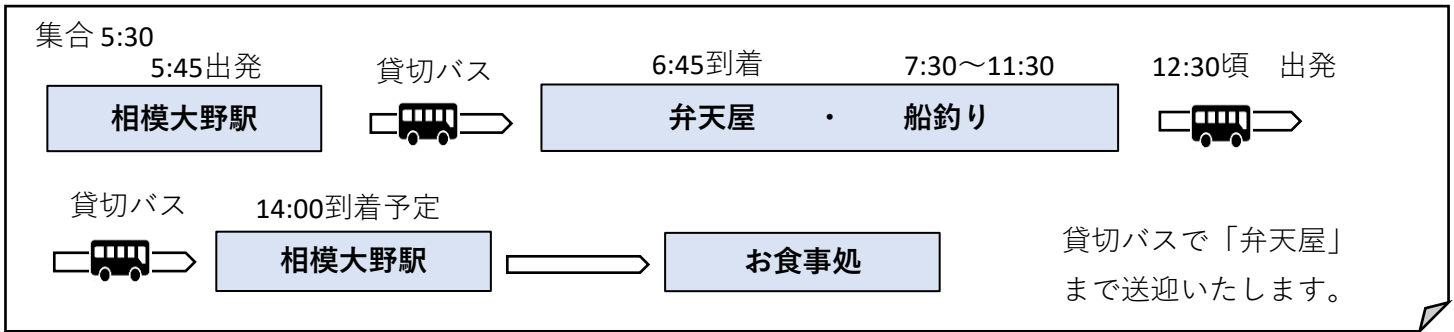 集合 5:30
5:45出発 貸切バス 6:45到着 7:30～11:30 12:30頃 出発
相模大野駅 弁天屋 ・ 船釣り
貸切バス 14:00到着予定
相模大野駅 お食事処
貸切バスで「弁天屋」
まで送迎いたします。